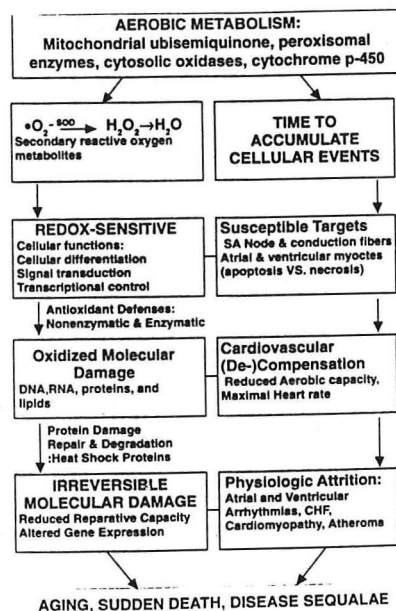 AEROBIC METABOLISM:
Mitochondrial ubisemiquinone, peroxisomal
enzymes, cytosolic oxidases, cytochrome p-450
•O₂- SOD → H₂O₂→H₂O
Secondary reactive oxygen
metabolites
TIME TO
ACCUMULATE
CELLULAR EVENTS
REDOX-SENSITIVE
Cellular functions:
Cellular differentiation
Signal transduction
Transcriptional control
Susceptible Targets
SA Node & conduction fibers
Atrial & ventricular myoctes
(apoptosis VS. necrosis)
Antioxidant Defenses:
Nonenzymatic & Enzymatic
Oxidized Molecular
Damage
DNA,RNA, proteins, and
lipids
Cardiovascular
(De-)Compensation
Reduced Aerobic capacity,
Maximal Heart rate
Protein Damage
Repair & Degradation
:Heat Shock Proteins
IRREVERSIBLE
MOLECULAR DAMAGE
Reduced Reparative Capacity
Altered Gene Expression
Physiologic Attrition:
Atrial and Ventricular
Arrhythmias, CHF,
Cardiomyopathy, Atheroma
AGING, SUDDEN DEATH, DISEASE SEQUALAE